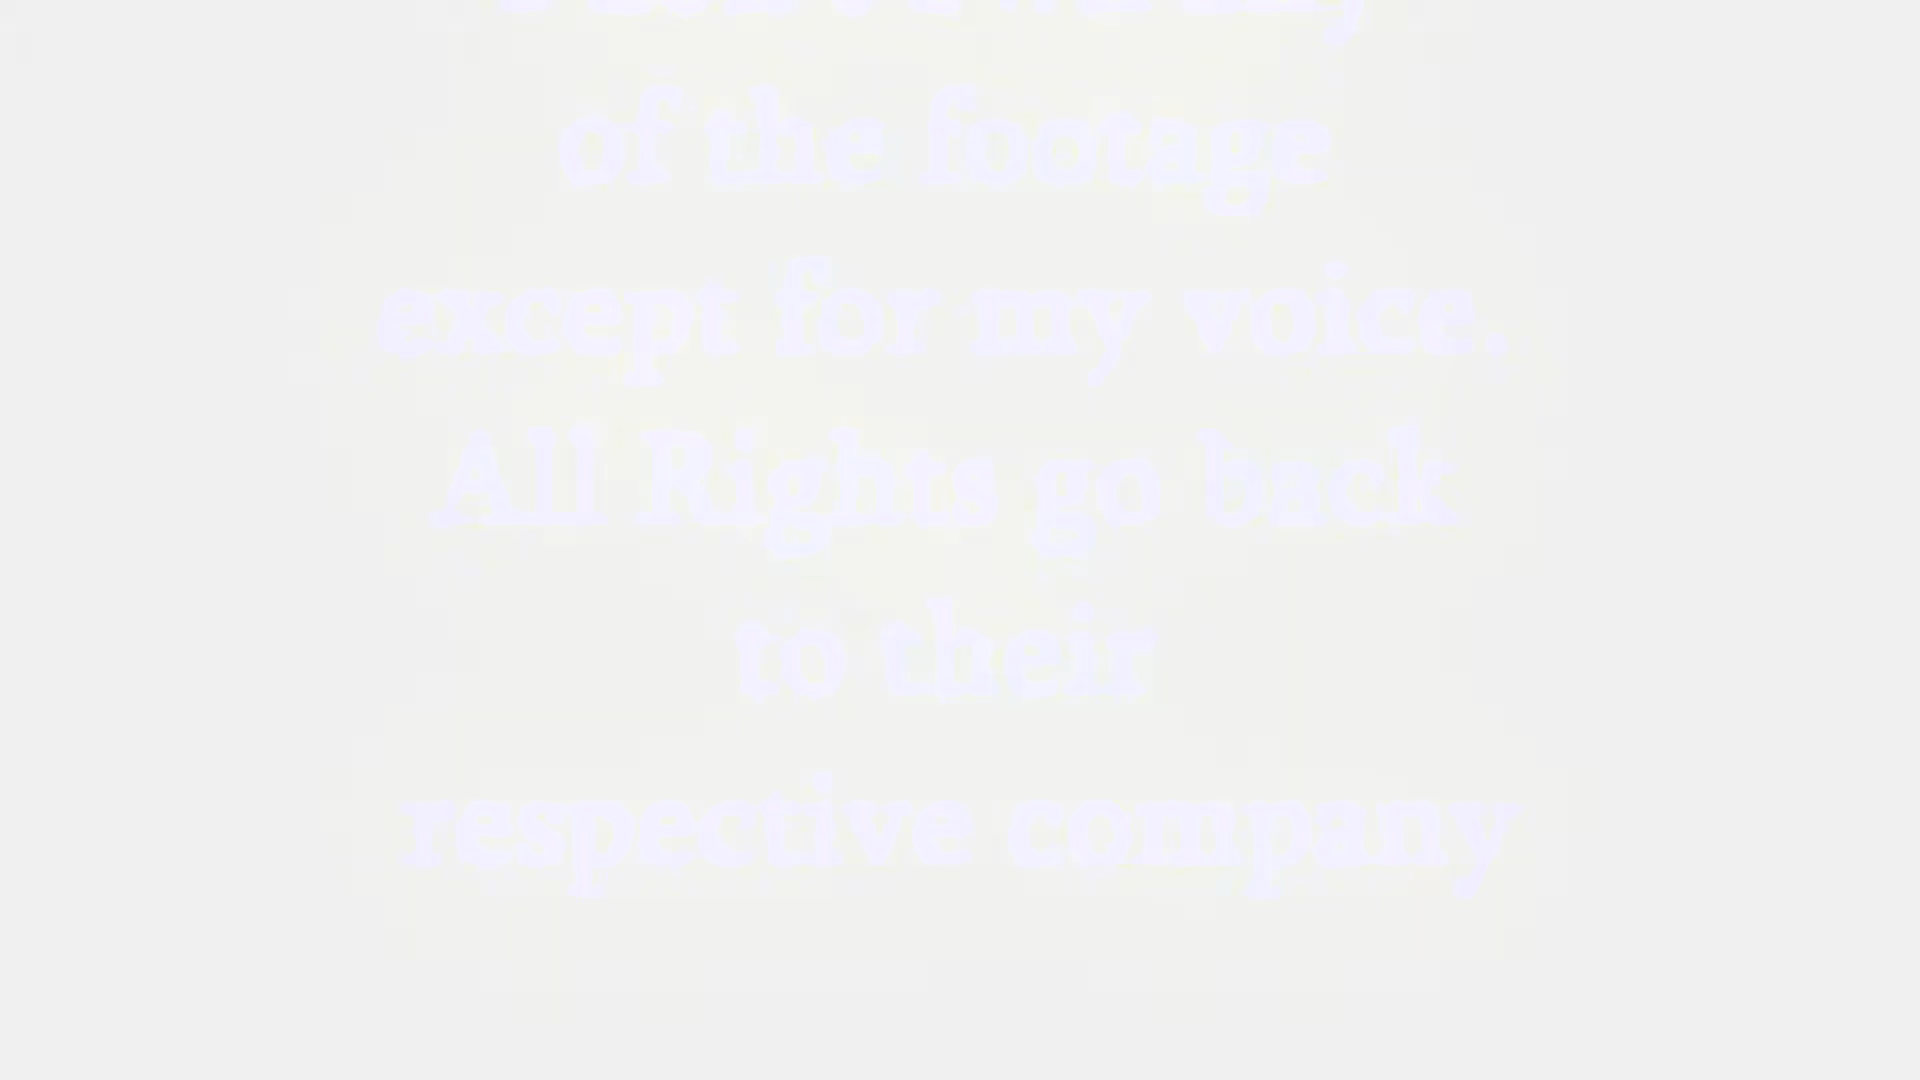 of the footage
except for my voice.
All Rights go back
to their
respective company